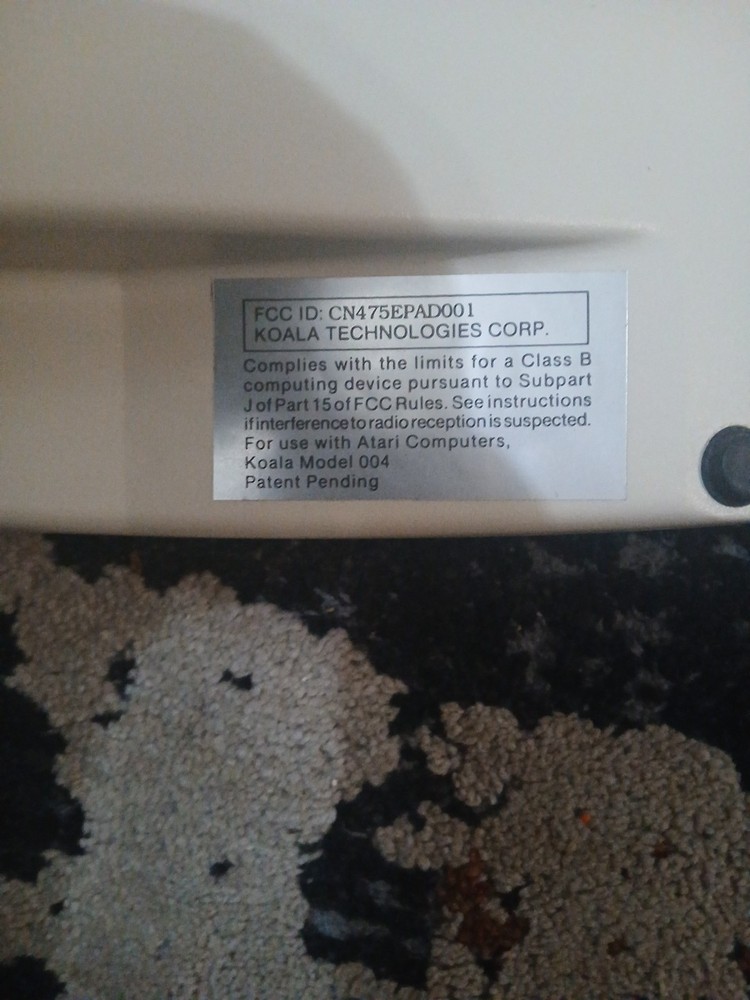 FCC ID: CN475EPAD001
KOALA TECHNOLOGIES CORP.
Complies with the limits for a Class B
computing device pursuant to Subpart
J of Part 15 of FCC Rules. See instructions
if interference to radio reception is suspected.
For use with Atari Computers,
Koala Model 004
Patent Pending